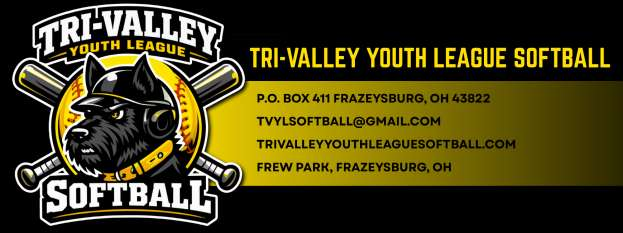 TRI-VALLEY
YOUTH LEAGUE
SOFTBALL
TRI-VALLEY YOUTH LEAGUE SOFTBALL
P.O. BOX 411 FRAZEYSBURG, OH 43822
TVYLSOFTBALL@GMAIL.COM
TRIVALLEYYOUTHLEAGUESOFTBALL.COM
FREW PARK, FRAZEYSBURG, OH